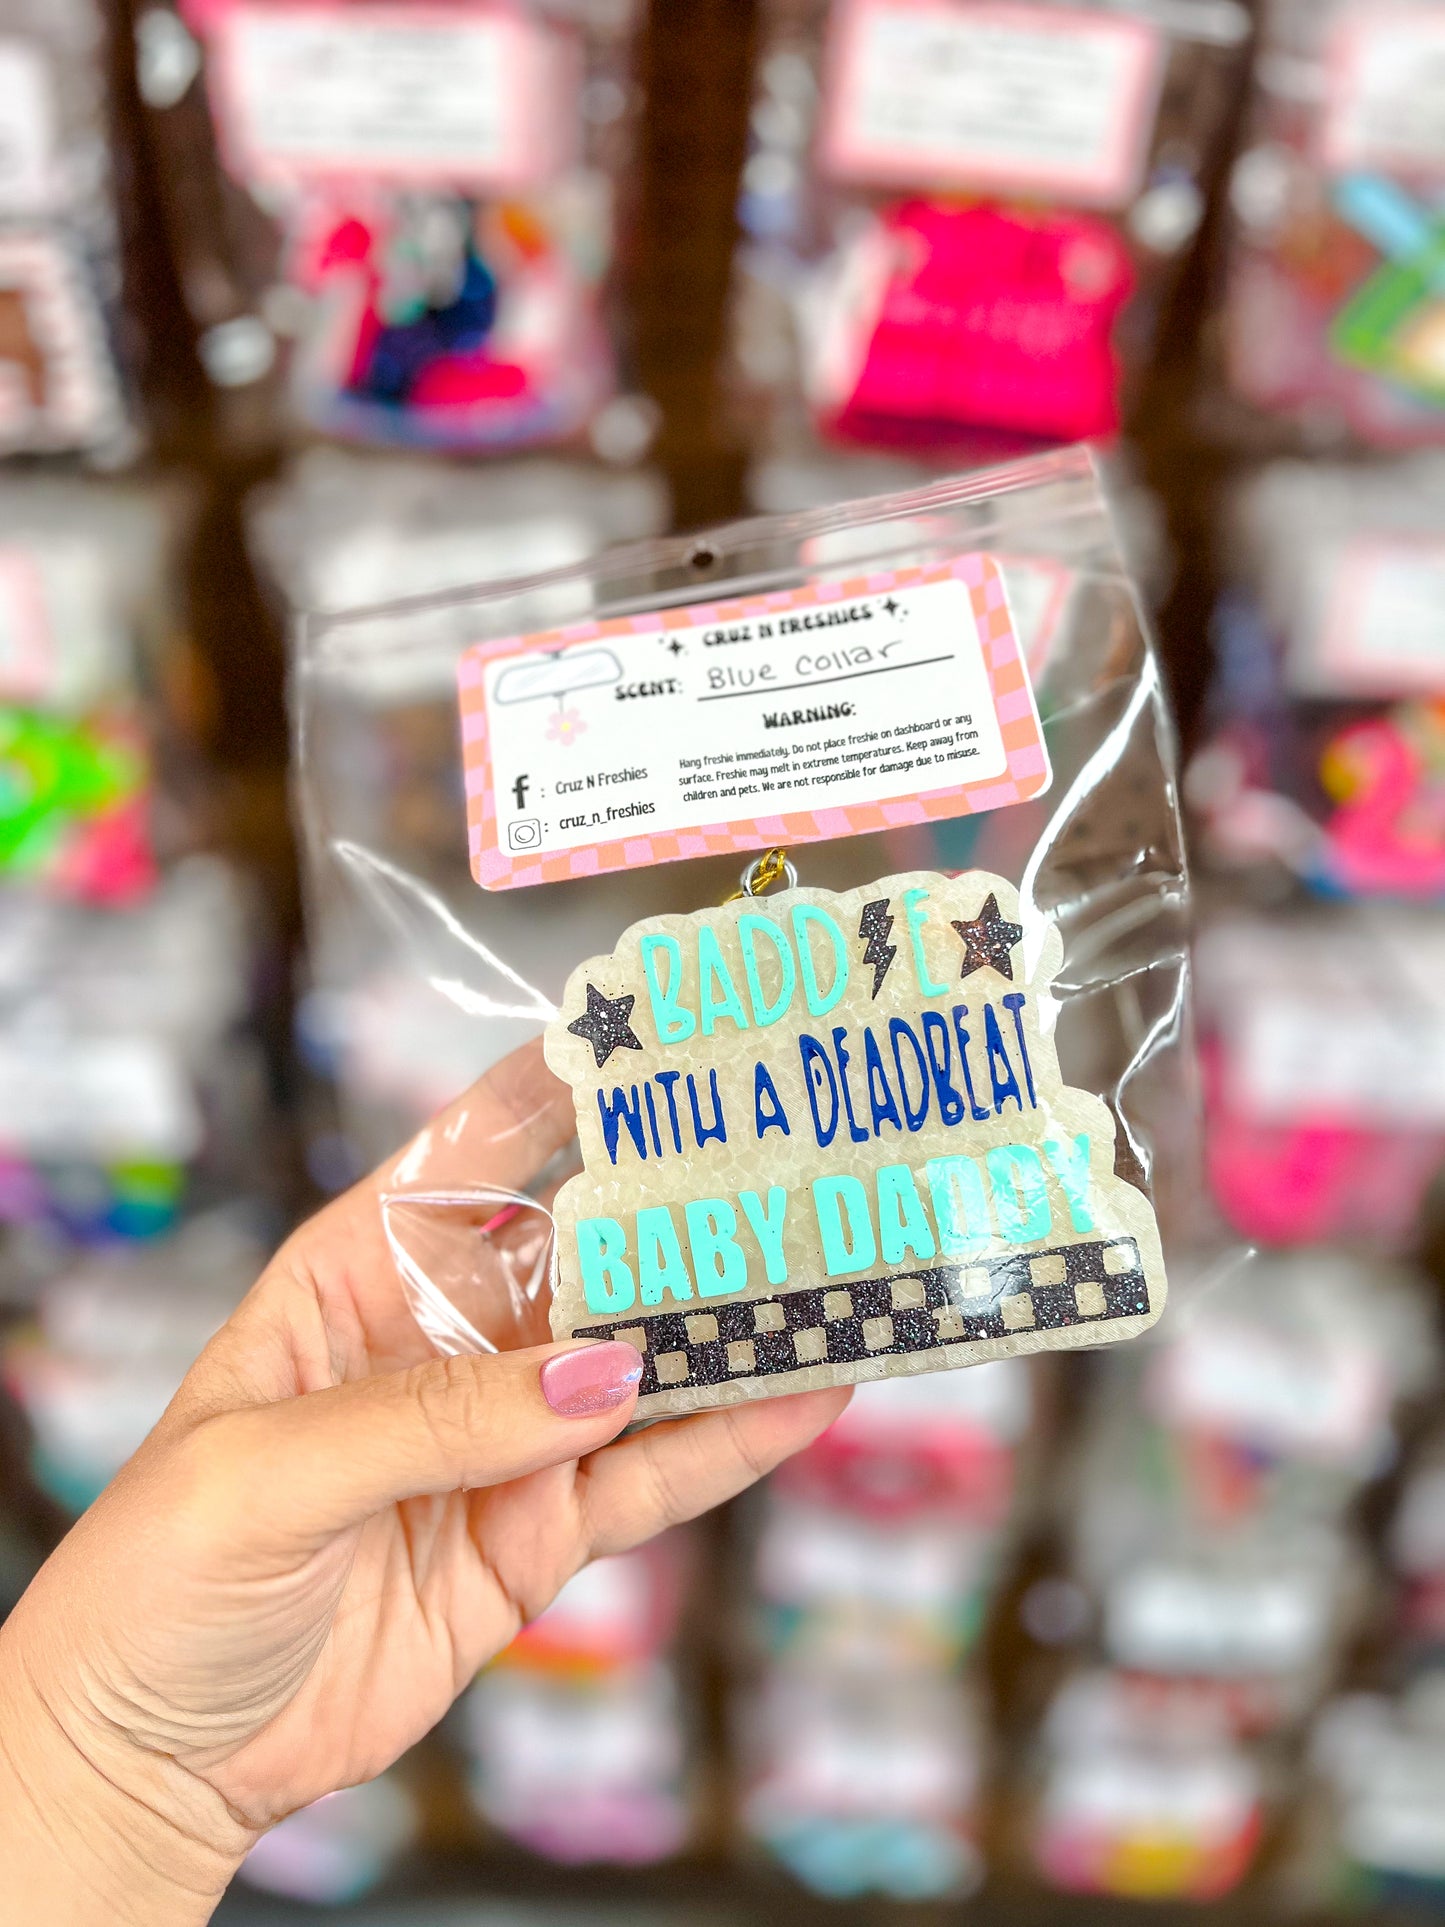 CRUZ N FRESHIES
SCENT: Blue Collar
WARNING:
Hang freshie immediately. Do not place freshie on dashboard or any
surface. Freshie may melt in extreme temperatures. Keep away from
children and pets. We are not responsible for damage due to misuse.
f : Cruz N Freshies
: cruz_n_freshies
BADD E
WITH A DEADBEAT
BABY DADDY